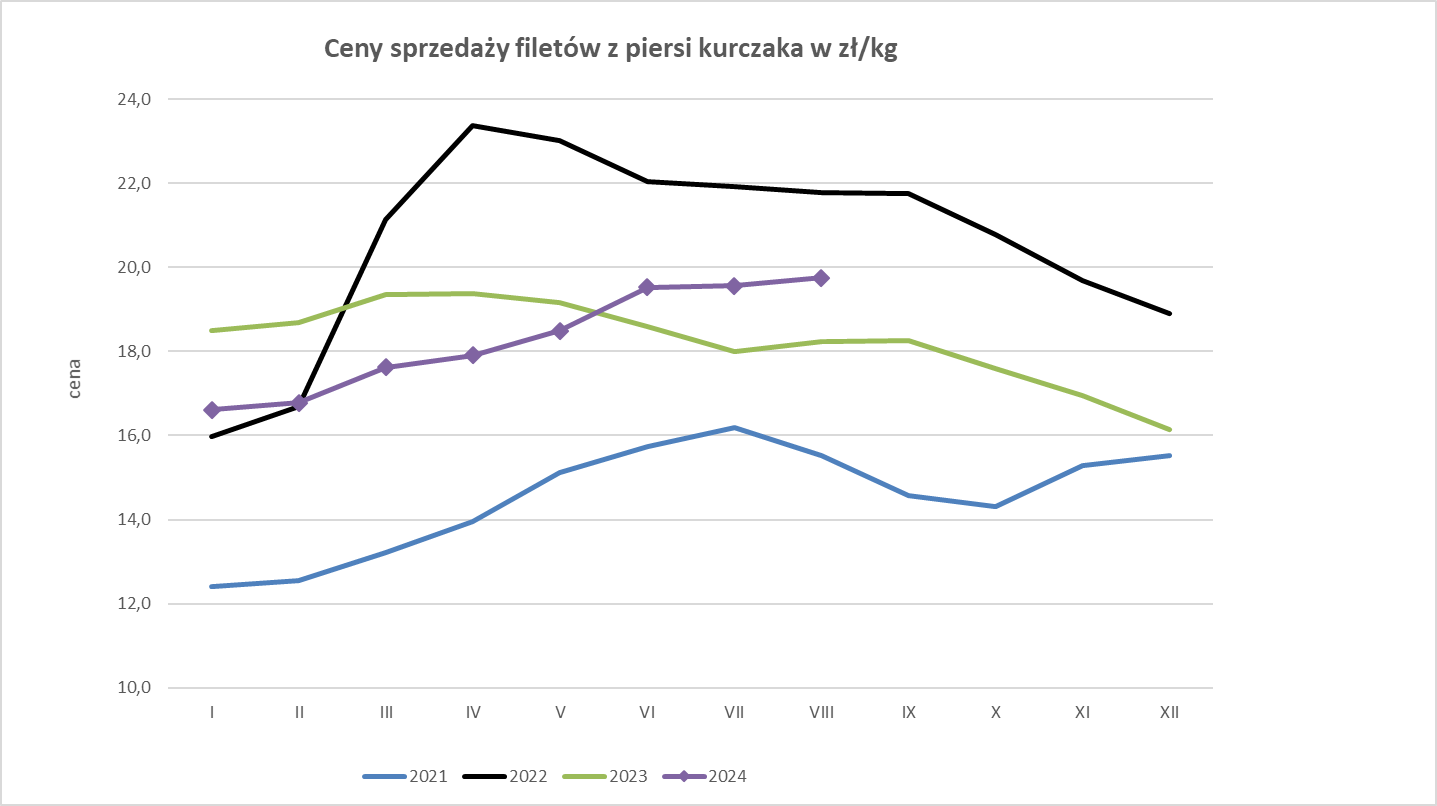 Ceny sprzedaży filetów z piersi kurczaka w zł/kg
24,0
22,0
20,0
18,0
16,0
14,0
12,0
10,0
cena
I II III IV V VI VII VIII IX X XI XII
2021 2022 2023 2024